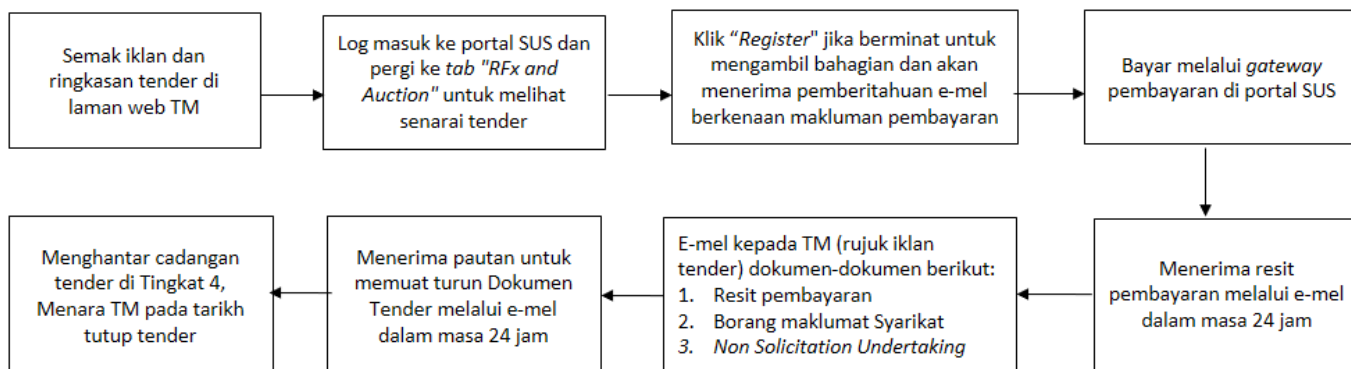 Semak iklan dan
ringkasan tender di
laman web TM
Log masuk ke portal SUS dan
pergi ke tab "RFx and
Auction" untuk melihat
senarai tender
Klik “Register" jika berminat untuk
mengambil bahagian dan akan
menerima pemberitahuan e-mel
berkenaan makluman pembayaran
Bayar melalui gateway
pembayaran di portal SUS
Menerima resit
pembayaran melalui e-mel
dalam masa 24 jam
E-mel kepada TM (rujuk iklan
tender) dokumen-dokumen berikut:
1. Resit pembayaran
2. Borang maklumat Syarikat
3. Non Solicitation Undertaking
Menerima pautan untuk
memuat turun Dokumen
Tender melalui e-mel
dalam masa 24 jam
Menghantar cadangan
tender di Tingkat 4,
Menara TM pada tarikh
tutup tender